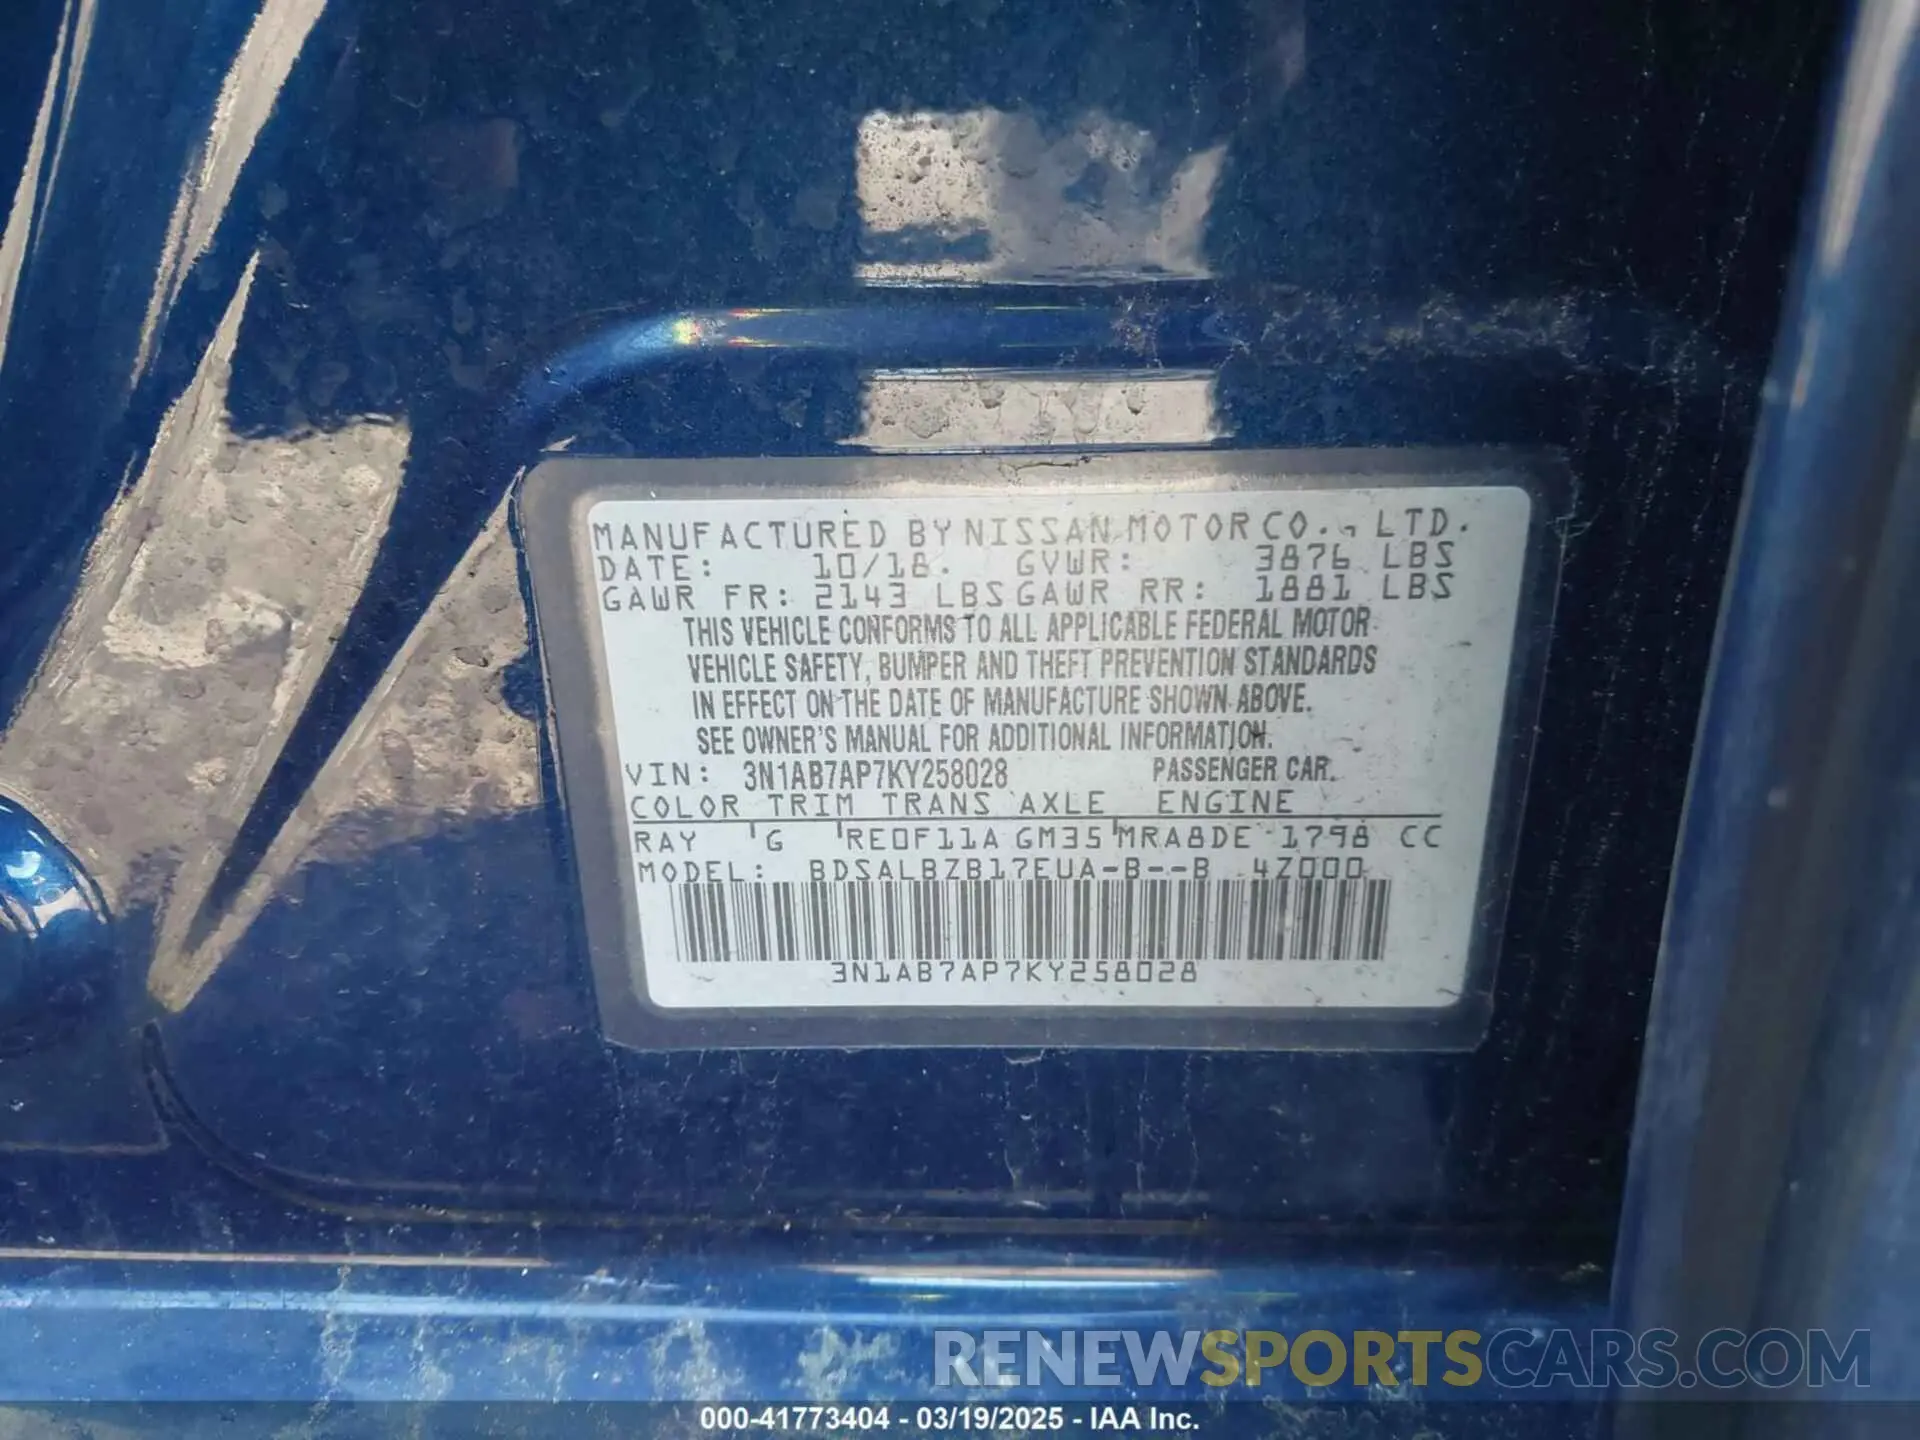 MANUFACTURED BY NISSAN MOTOR CO., LTD.
DATE: 10/18. GVWR: 3876 LBS
GAWR FR: 2143 LBS GAWR RR: 1881 LBS
THIS VEHICLE CONFORMS TO ALL APPLICABLE FEDERAL MOTOR
VEHICLE SAFETY, BUMPER AND THEFT PREVENTION STANDARDS
IN EFFECT ON THE DATE OF MANUFACTURE SHOWN ABOVE.
SEE OWNER'S MANUAL FOR ADDITIONAL INFORMATION.
VIN: 3N1AB7AP7KY258028 PASSENGER CAR.
COLOR TRIM TRANS AXLE ENGINE
RAY G RE0F11A GM35 MRA8DE 1798 CC
MODEL: BDSALBZB17EUA-B--B 4Z000
3N1AB7AP7KY258028
RENEWSPORTSCARS.COM
000-41773404 - 03/19/2025 - IAA Inc.